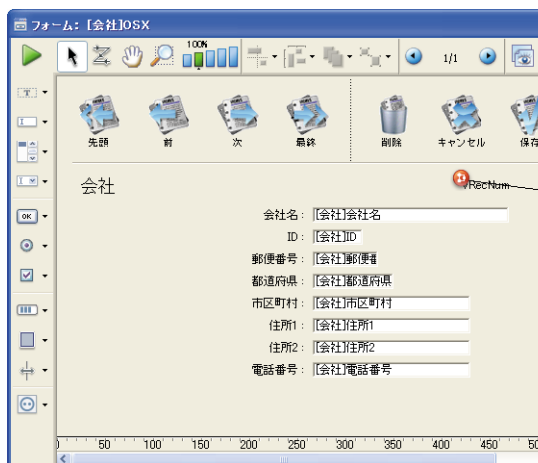 フォーム: [会社]OSX
100%
1/1
先頭 前 次 最終 削除 キャンセル 保存
会社
vRecNum
会社名 : [会社]会社名
ID : [会社]ID
郵便番号 : [会社]郵便番
都道府県 : [会社]都道府県
市区町村 : [会社]市区町村
住所1 : [会社]住所1
住所2 : [会社]住所2
電話番号 : [会社]電話番号
OK
0 50 100 150 200 250 300 350 400 450 50